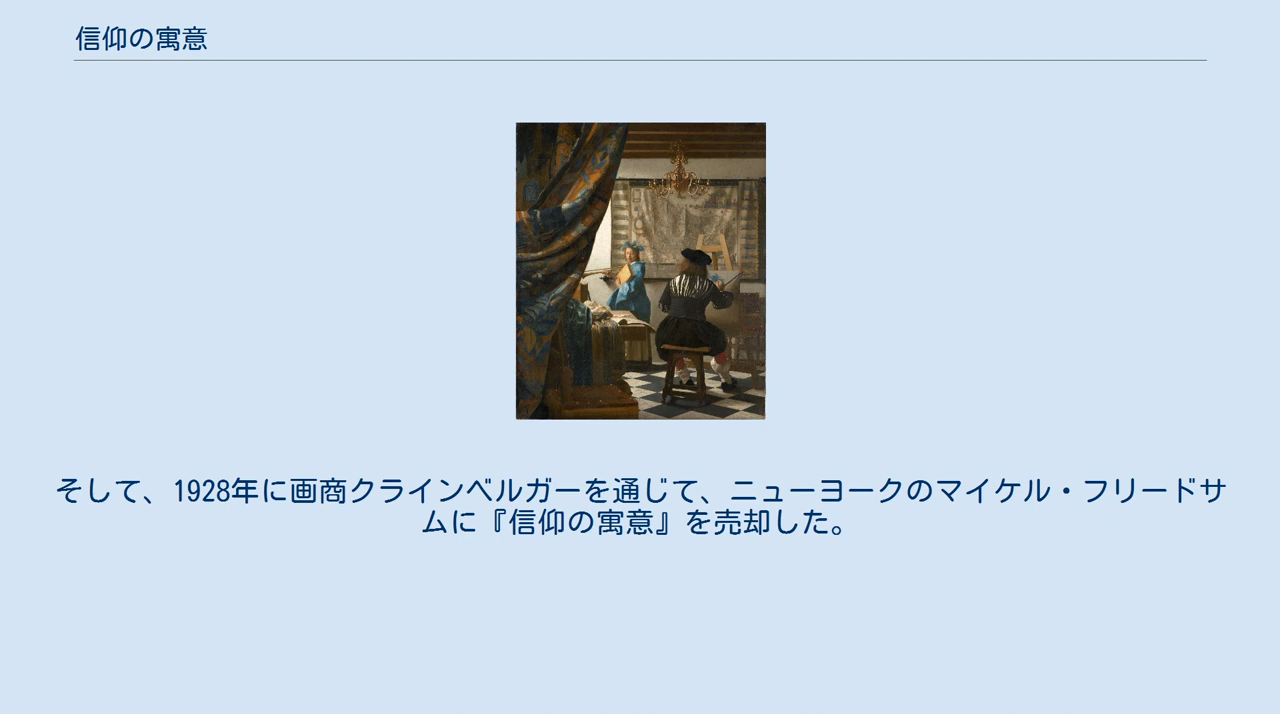 信仰の寓意
そして、1928年に画商クラインベルガーを通じて、ニューヨークのマイケル・フリードサ
ムに『信仰の寓意』を売却した。